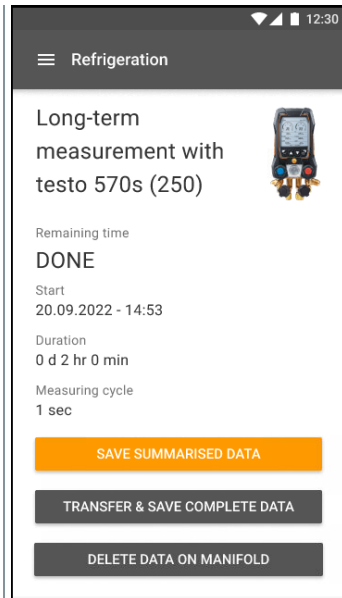 12:30
Refrigeration
Long-term
measurement with
testo 570s (250)
Remaining time
DONE
Start
20.09.2022 - 14:53
Duration
0 d 2 hr 0 min
Measuring cycle
1 sec
SAVE SUMMARISED DATA
TRANSFER & SAVE COMPLETE DATA
DELETE DATA ON MANIFOLD